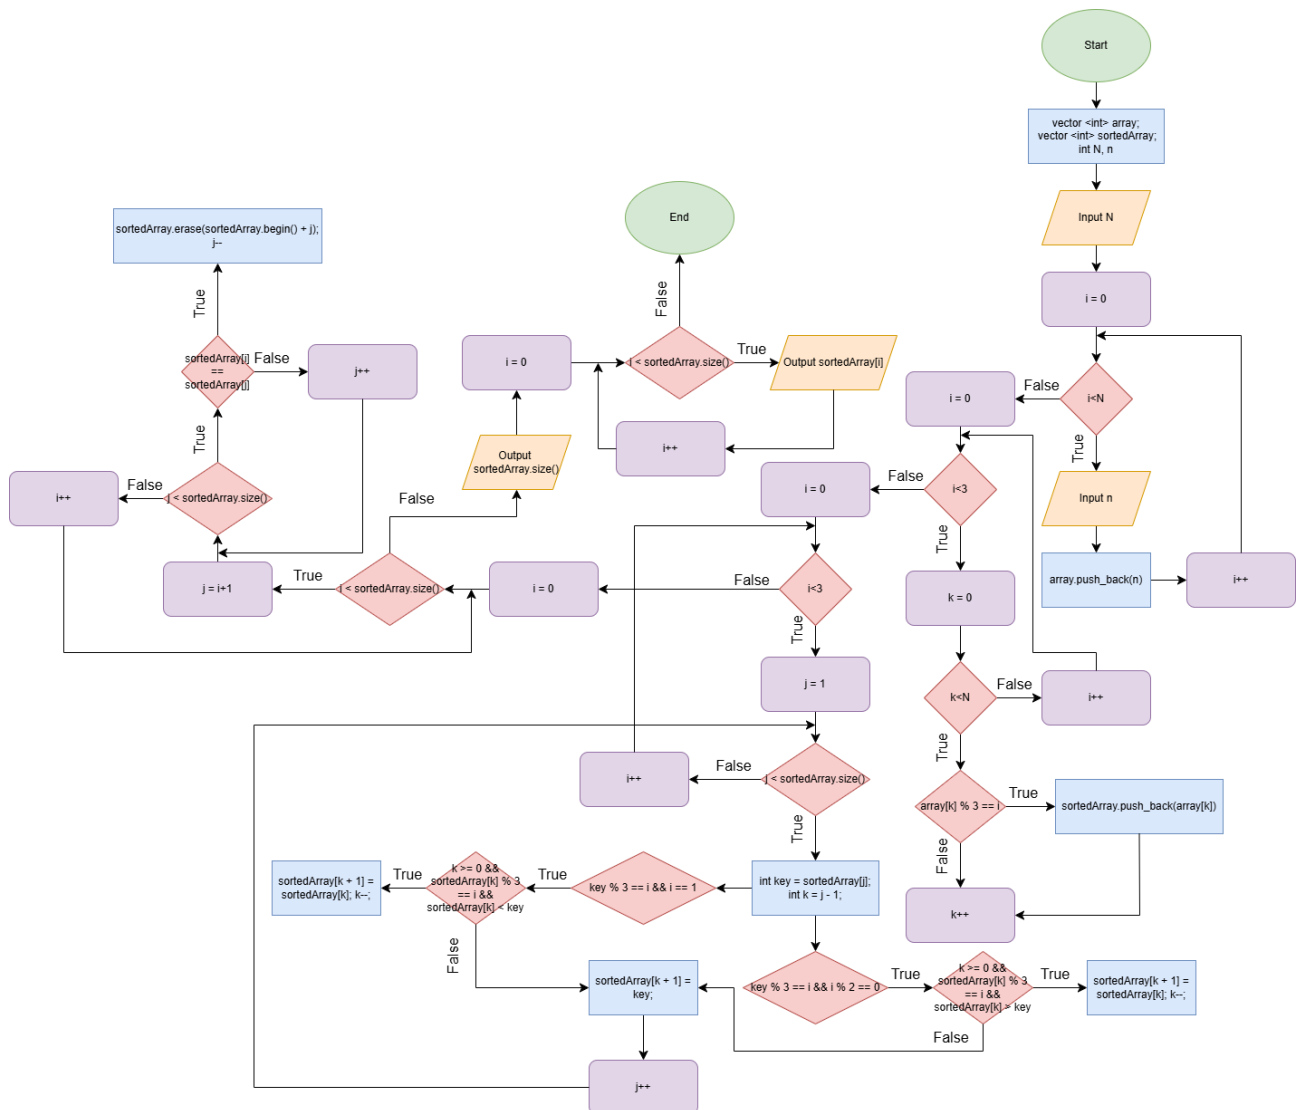 Start
vector <int> array;
vector <int> sortedArray;
int N, n
Input N
i = 0
i<N
False
True
Input n
array.push_back(n)
i++
i = 0
i<3
False
True
k = 0
k<N
False
i++
True
array[k] % 3 == i
True
sortedArray.push_back(array[k])
False
k++
i = 0
i<3
False
True
j = 1
j < sortedArray.size()
False
i++
True
int key = sortedArray[j];
int k = j - 1;
key % 3 == i && i == 1
True
k >= 0 &&
sortedArray[k] % 3
== i &&
sortedArray[k] < key
True
sortedArray[k + 1] =
sortedArray[k]; k--;
False
key % 3 == i && i % 2 == 0
True
k >= 0 &&
sortedArray[k] % 3
== i &&
sortedArray[k] > key
True
sortedArray[k + 1] =
sortedArray[k]; k--;
False
sortedArray[k + 1] =
key;
j++
i = 0
i < sortedArray.size()
True
j = i+1
j < sortedArray.size()
False
i++
True
sortedArray[i]
==
sortedArray[j]
False
j++
True
sortedArray.erase(sortedArray.begin() + j);
j--
False
Output
sortedArray.size()
i = 0
i < sortedArray.size()
True
Output sortedArray[i]
i++
False
End